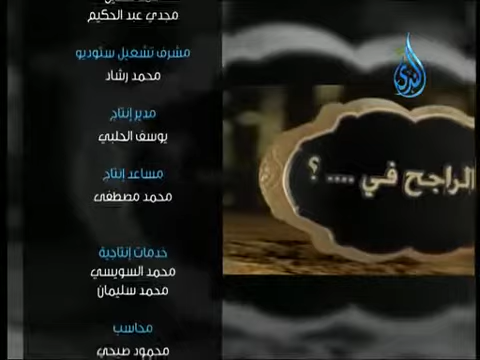 مجدي عبد الحكيم
مشرف تشغيل ستوديو
محمد رشاد
مدير إنتاج
يوسف الحلبي
مساعد إنتاج
محمد مصطفى
خدمات إنتاجية
محمد السويسي
محمد سليمان
محاسب
محمود صبحي
الندى
الراجح في .... ؟